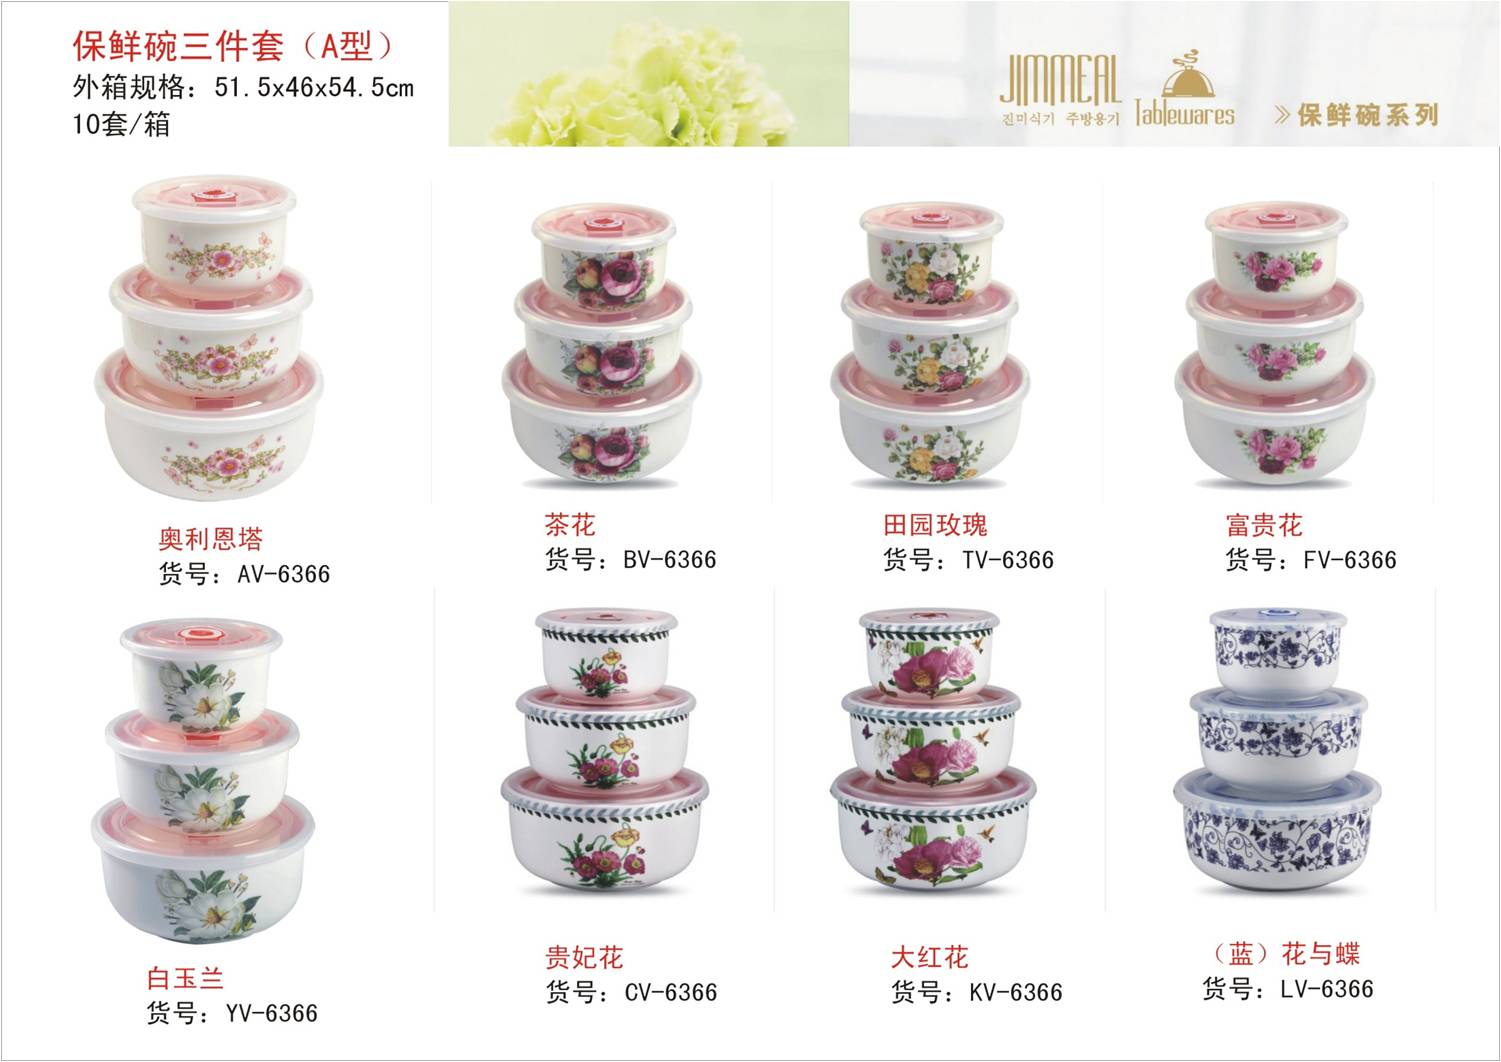 保鲜碗三件套（A型）
外箱规格：51.5x46x54.5cm
10套/箱
JIMMEAL
진미식기 주방용기
Tablewares
保鲜碗系列
奥利恩塔
货号：AV-6366
茶花
货号：BV-6366
田园玫瑰
货号：TV-6366
富贵花
货号：FV-6366
白玉兰
货号：YV-6366
贵妃花
货号：CV-6366
大红花
货号：KV-6366
（蓝）花与蝶
货号：LV-6366